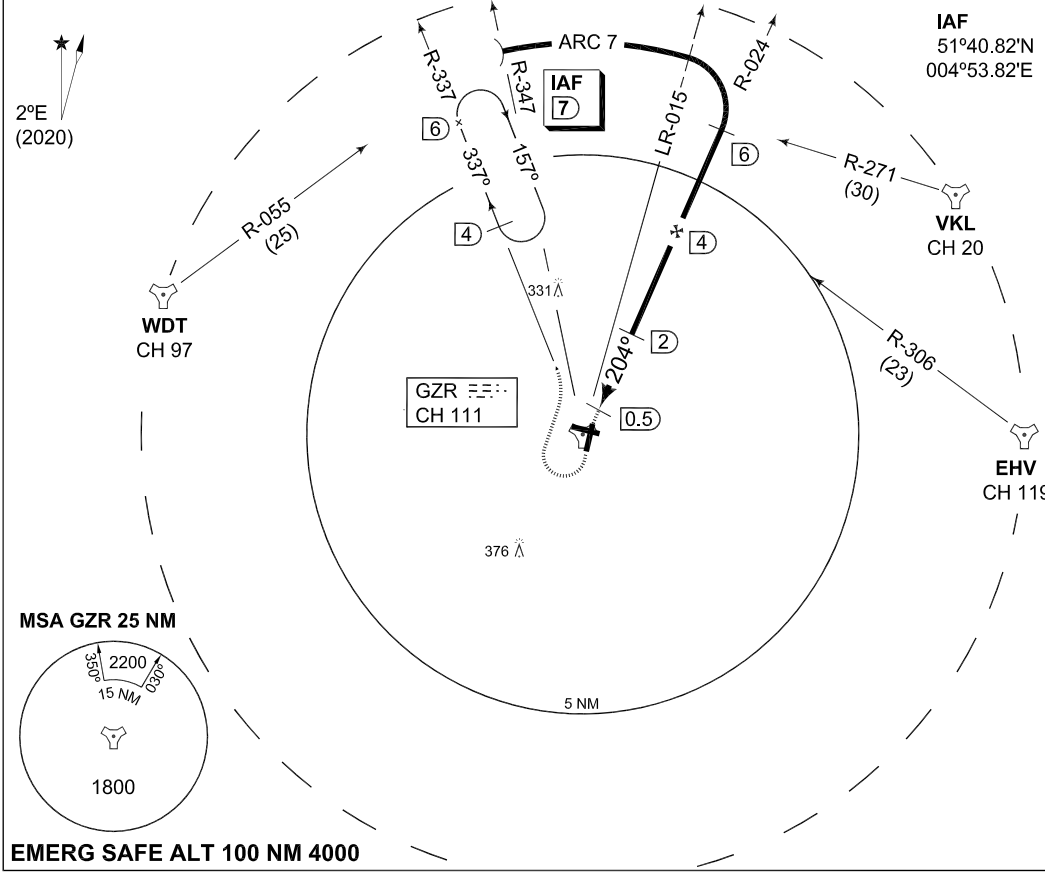 IAF
51º40.82'N
004º53.82'E
2ºE
(2020)
ARC 7
R-337
R-347
IAF
7
LR-015
R-024
6
337º
157º
6
R-271
(30)
VKL
CH 20
R-055
(25)
4
4
WDT
CH 97
331
2
R-306
(23)
204º
GZR
CH 111
0.5
EHV
CH 119
376
5 NM
MSA GZR 25 NM
350º
2200
030º
15 NM
1800
EMERG SAFE ALT 100 NM 4000